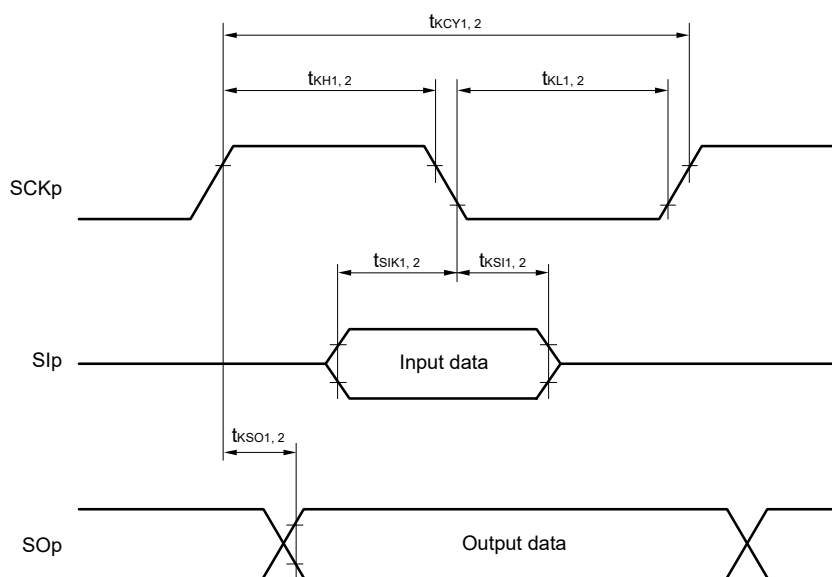 tKCY1, 2
tKH1, 2
tKL1, 2
SCKp
tSIK1, 2
tKSI1, 2
SIp
Input data
tKSO1, 2
SOp
Output data